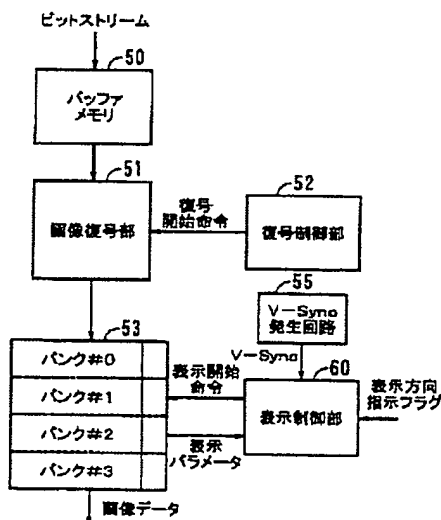 ビットストリーム
50
バッファ
メモリ
51
画像復号部
復号
開始命令
52
復号制御部
55
V-Sync
発生回路
53
V-Sync
60
バンク#0
バンク#1
バンク#2
バンク#3
表示開始
命令
表示
パラメータ
表示制御部
表示方向
指示フラグ
画像データ